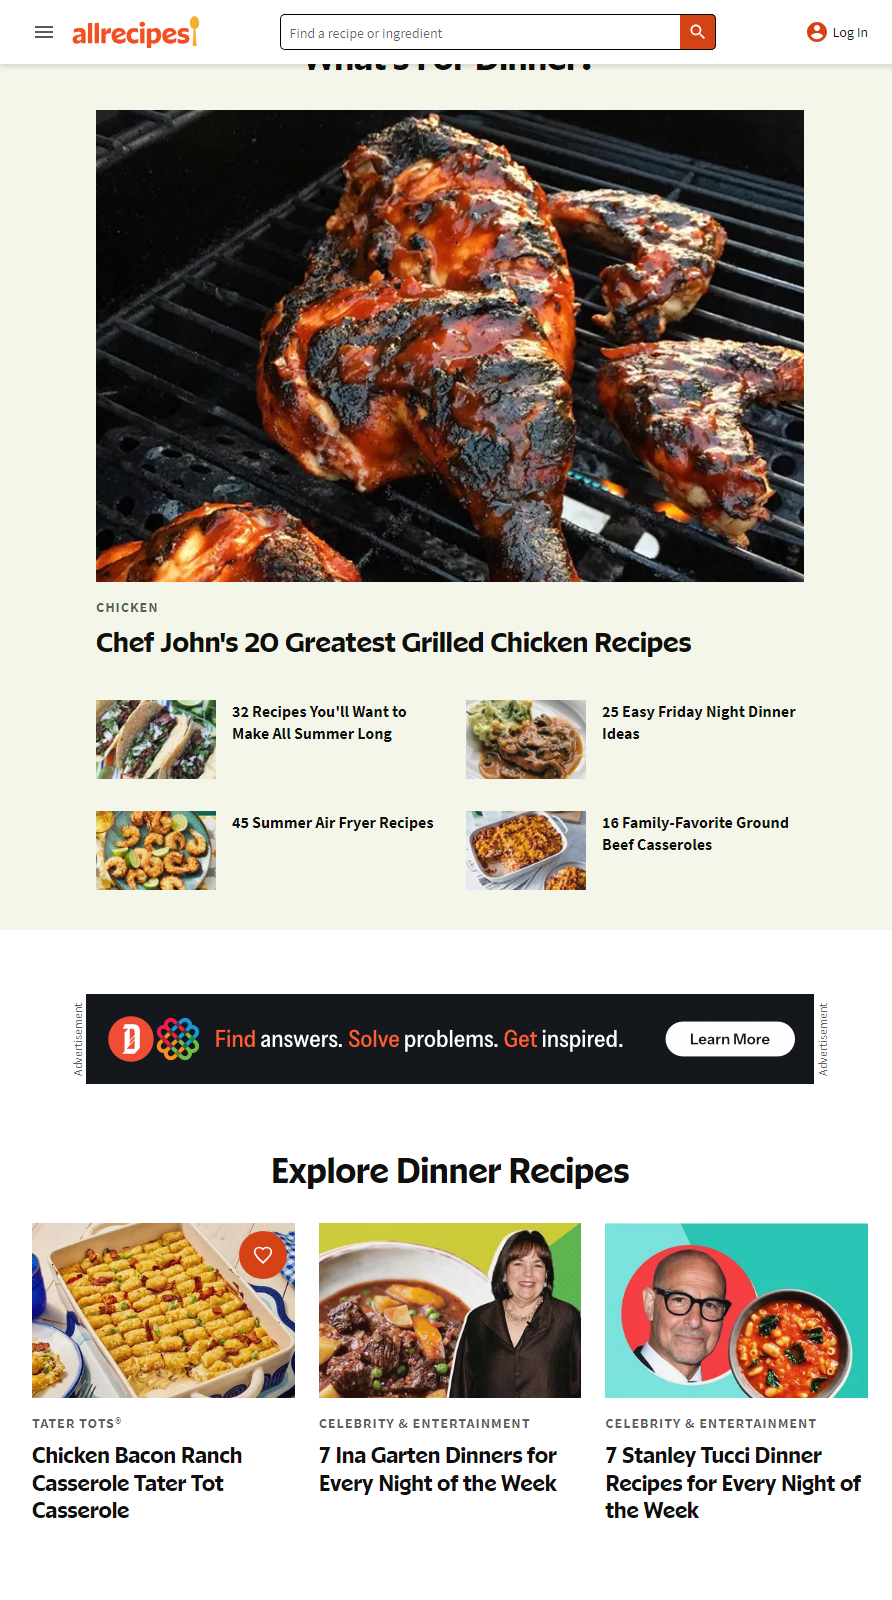 allrecipes
Find a recipe or ingredient
Log In
What's For Dinner?
CHICKEN
Chef John's 20 Greatest Grilled Chicken Recipes
32 Recipes You'll Want to
Make All Summer Long
25 Easy Friday Night Dinner
Ideas
45 Summer Air Fryer Recipes
16 Family-Favorite Ground
Beef Casseroles
Advertisement
D
Find answers. Solve problems. Get inspired.
Learn More
Advertisement
Explore Dinner Recipes
TATER TOTS®
Chicken Bacon Ranch
Casserole Tater Tot
Casserole
CELEBRITY & ENTERTAINMENT
7 Ina Garten Dinners for
Every Night of the Week
CELEBRITY & ENTERTAINMENT
7 Stanley Tucci Dinner
Recipes for Every Night of
the Week